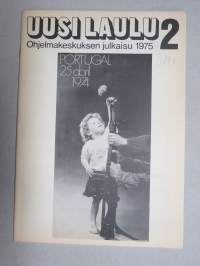 UUSI LAULU 2
Ohjelmakeskuksen julkaisu 1975
PORTUGAL
25 abril
1974